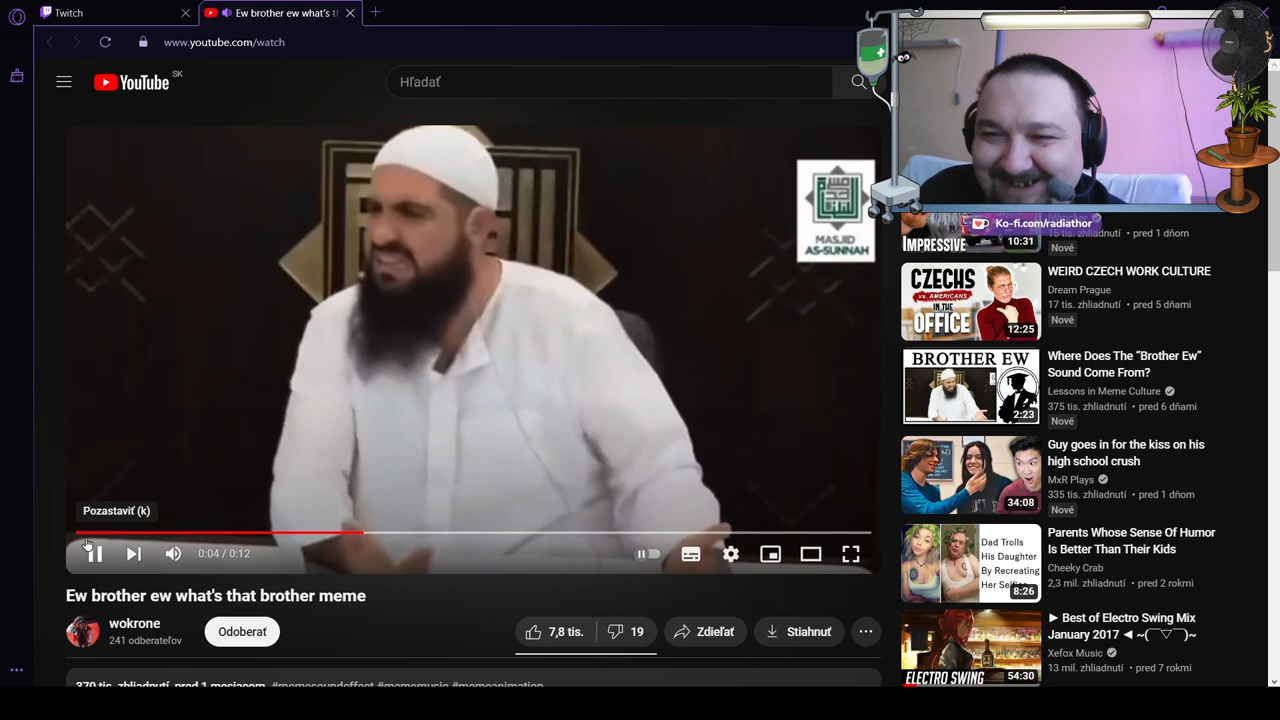 Twitch
Ew brother ew what's t
www.youtube.com/watch
YouTube
SK
Hľadať
MASJID
AS-SUNNAH
Pozastaviť (k)
0:04 / 0:12
Ew brother ew what's that brother meme
wokrone
241 odberateľov
Odoberať
7,8 tis.
19
Zdieľať
Stiahnuť
Ko-fi.com/radiathor
IMPRESSIVE
10:31
pred 1 dňom
Nové
CZECHS
vs. AMERICANS
IN THE
OFFICE
12:25
WEIRD CZECH WORK CULTURE
Dream Prague
17 tis. zhliadnutí • pred 5 dňami
Nové
BROTHER EW
2:23
Where Does The “Brother Ew”
Sound Come From?
Lessons in Meme Culture
375 tis. zhliadnutí • pred 6 dňami
Nové
34:08
Guy goes in for the kiss on his
high school crush
MxR Plays
335 tis. zhliadnutí • pred 1 dňom
Nové
Dad Trolls
His Daughter
By Recreating
Her Selfies
8:26
Parents Whose Sense Of Humor
Is Better Than Their Kids
Cheeky Crab
2,3 mil. zhliadnutí • pred 2 rokmi
ELECTRO SWING
54:30
► Best of Electro Swing Mix
January 2017 ◄ ~(￣▽￣)~
Xefox Music
13 mil. zhliadnutí • pred 7 rokmi